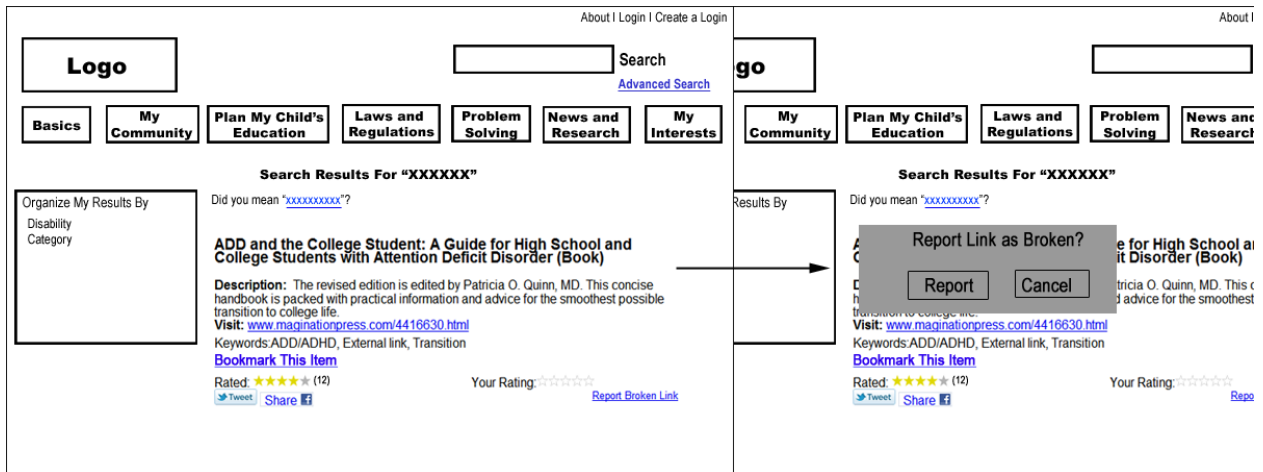 About I Login I Create a Login
Logo
Search
Advanced Search
Basics
My
Community
Plan My Child's
Education
Laws and
Regulations
Problem
Solving
News and
Research
My
Interests
Search Results For “XXXXXX”
Organize My Results By
Disability
Category
Did you mean “xxxxxxxxxx”?
ADD and the College Student: A Guide for High School and
College Students with Attention Deficit Disorder (Book)
Description: The revised edition is edited by Patricia O. Quinn, MD. This concise
handbook is packed with practical information and advice for the smoothest possible
transition to college life.
Visit: www.maginationpress.com/4416630.html
Keywords:ADD/ADHD, External link, Transition
Bookmark This Item
Rated: (12)
Your Rating:
Tweet Share f
Report Broken Link
About I
go
My
Community
Plan My Child's
Education
Laws and
Regulations
Problem
Solving
News and
Research
Search Results For “XXXXXX”
Results By
Did you mean “xxxxxxxxxx”?
Report Link as Broken?
Report
Cancel
e for High School a
it Disorder (Book)
tricia O. Quinn, MD. This c
d advice for the smoothest
transition to college life.
Visit: www.maginationpress.com/4416630.html
Keywords:ADD/ADHD, External link, Transition
Bookmark This Item
Rated: (12)
Your Rating:
Tweet Share f
Repo